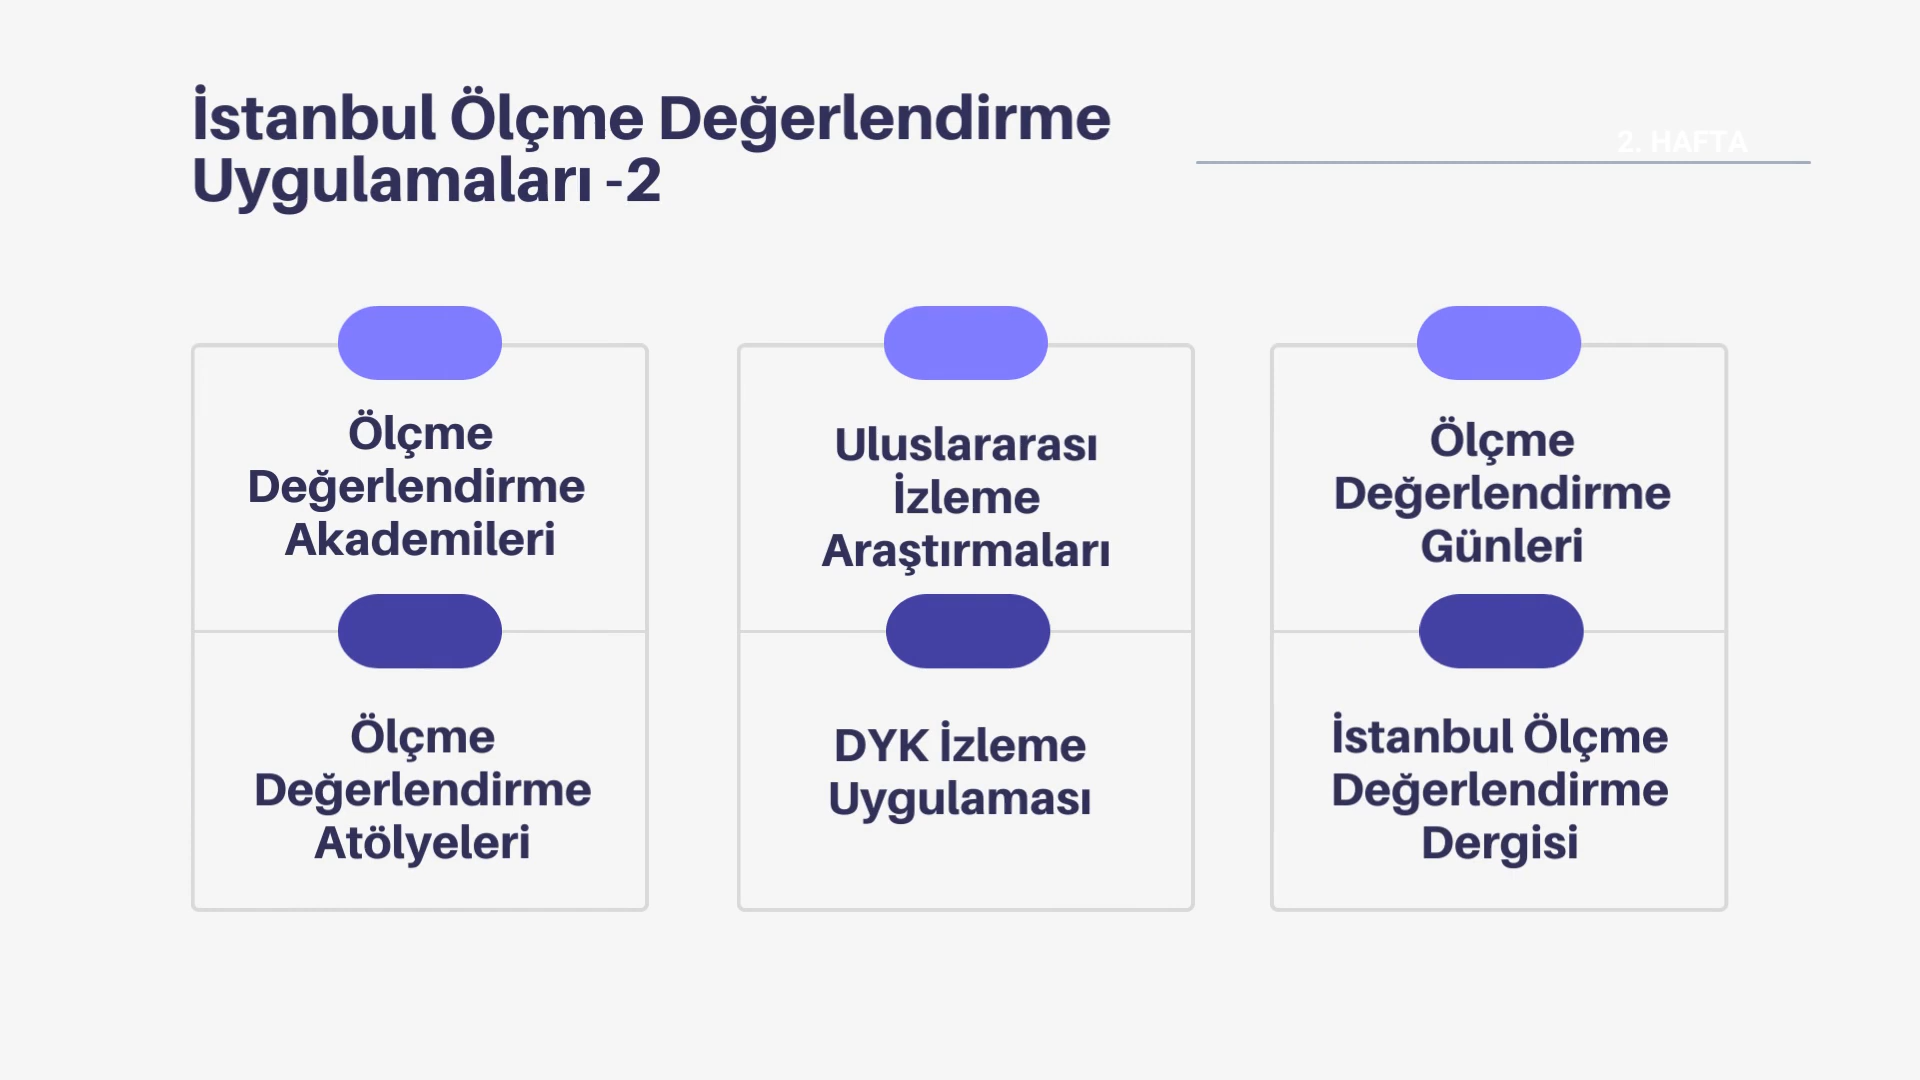 İstanbul Ölçme Değerlendirme
Uygulamaları -2
2. HAFTA
Ölçme
Değerlendirme
Akademileri
Uluslararası
İzleme
Araştırmaları
Ölçme
Değerlendirme
Günleri
Ölçme
Değerlendirme
Atölyeleri
DYK İzleme
Uygulaması
İstanbul Ölçme
Değerlendirme
Dergisi